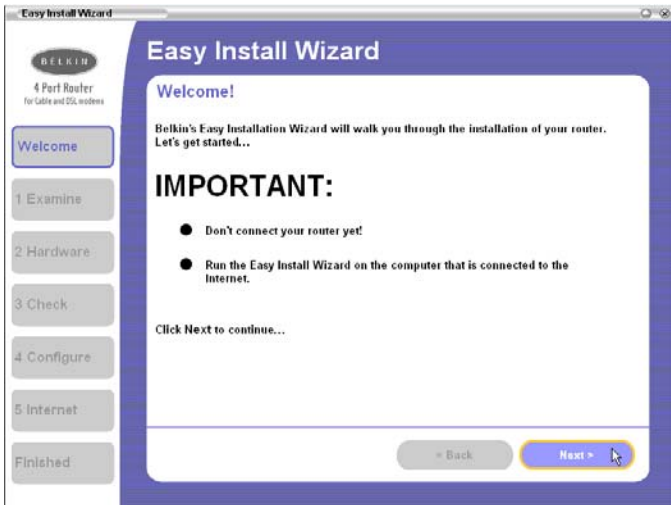 Easy Install Wizard
BELKIN
4 Port Router
for Cable and DSL modems
Welcome
1 Examine
2 Hardware
3 Check
4 Configure
5 Internet
Finished
Easy Install Wizard
Welcome!
Belkin's Easy Installation Wizard will walk you through the installation of your router.
Let's get started...
IMPORTANT:
Don't connect your router yet!
Run the Easy Install Wizard on the computer that is connected to the
Internet.
Click Next to continue...
< Back
Next >